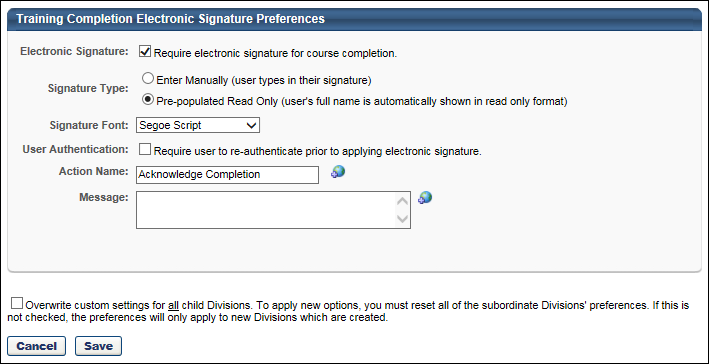 Training Completion Electronic Signature Preferences
Electronic Signature: Require electronic signature for course completion.
Signature Type: Enter Manually (user types in their signature)
Pre-populated Read Only (user's full name is automatically shown in read only format)
Signature Font: Segoe Script
User Authentication: Require user to re-authenticate prior to applying electronic signature.
Action Name: Acknowledge Completion
Message:
Overwrite custom settings for all child Divisions. To apply new options, you must reset all of the subordinate Divisions' preferences. If this is
not checked, the preferences will only apply to new Divisions which are created.
Cancel Save